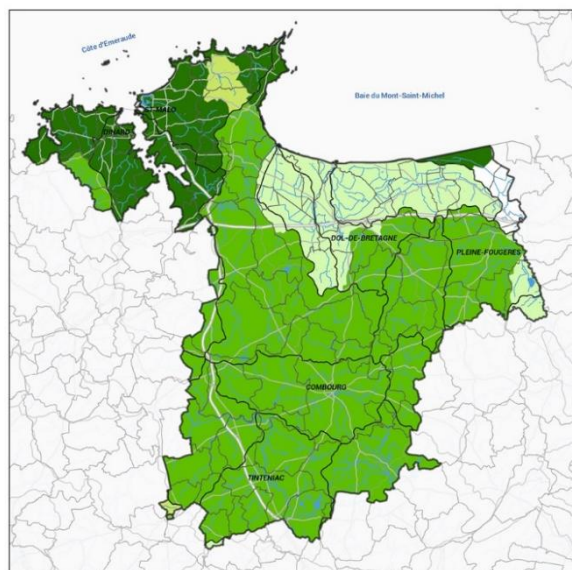 Côte d'Emeraude
Baie du Mont-Saint-Michel
MALO
DINARD
DOL-DE-BRETAGNE
PLEINE-FOUGERES
COMBOURG
TINTENIAC